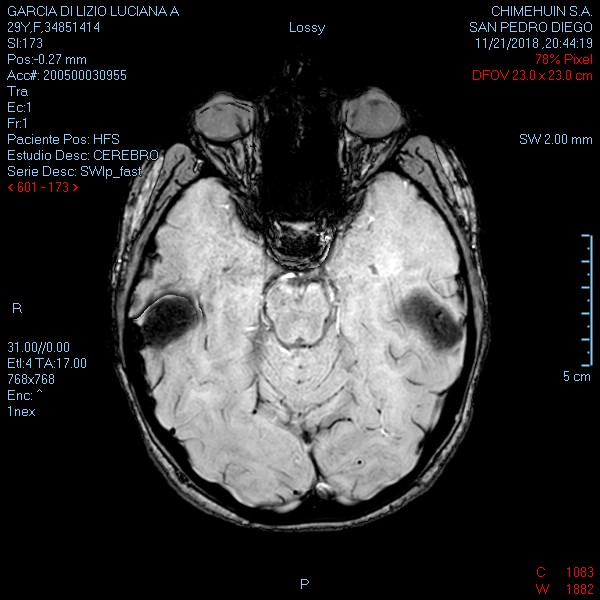 GARCIA DI LIZIO LUCIANA A
29Y,F,34851414
Sl:173
Pos:-0.27 mm
Acc#: 200500030955
Tra
Ec:1
Fr:1
Paciente Pos: HFS
Estudio Desc: CEREBRO
Serie Desc: SWIp_fast
< 601 - 173 >
Lossy
CHIMEHUIN S.A.
SAN PEDRO DIEGO
11/21/2018 ,20:44:19
78% Pixel
DFOV 23.0 x 23.0 cm
SW 2.00 mm
R
31.00//0.00
Etl:4 TA:17.00
768x768
Enc: ^
1nex
5 cm
P
C 1083
W 1882